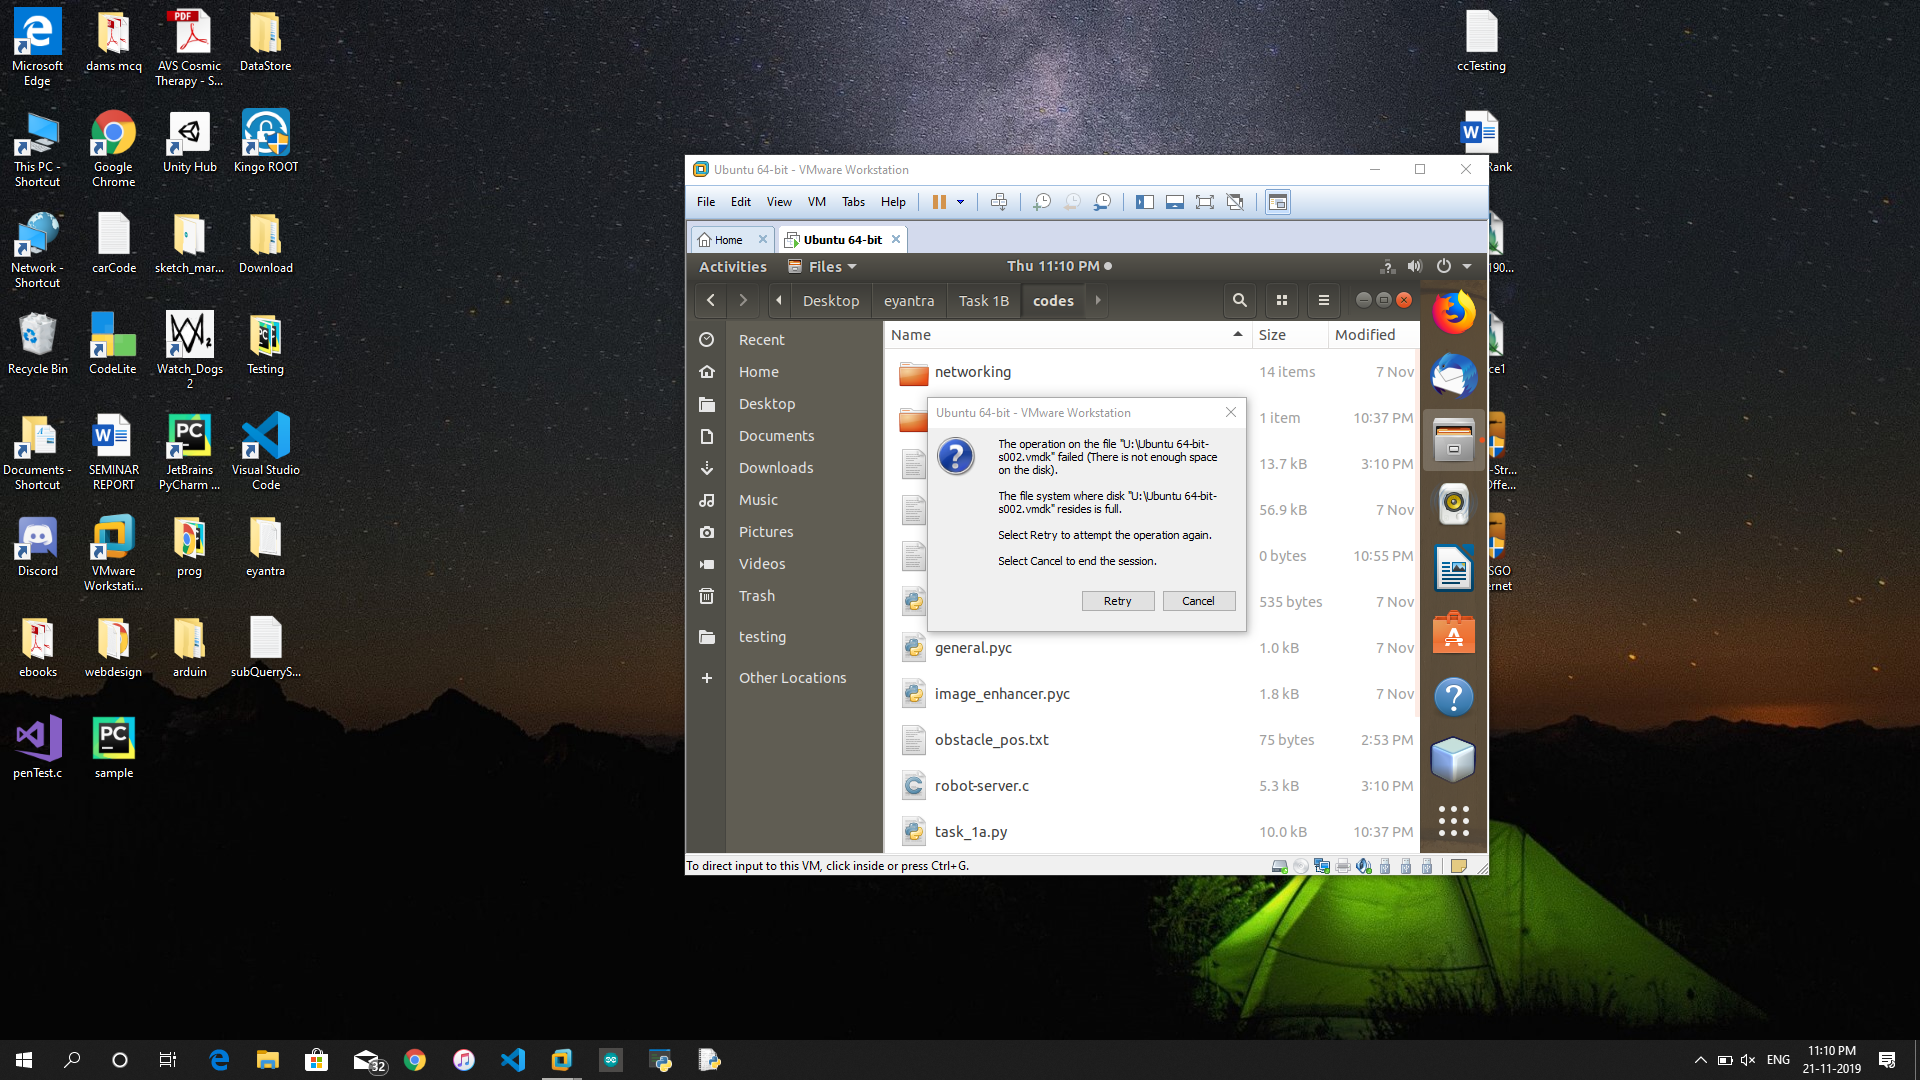 Microsoft
Edge
dams mcq
AVS Cosmic
Therapy - S...
DataStore
This PC -
Shortcut
Google
Chrome
Unity Hub
Kingo ROOT
Network -
Shortcut
carCode
sketch_mar...
Download
Recycle Bin
CodeLite
Watch_Dogs
2
Testing
Documents -
Shortcut
SEMINAR
REPORT
JetBrains
PyCharm ...
Visual Studio
Code
Discord
VMware
Workstati...
prog
eyantra
ebooks
webdesign
arduin
subQuerryS...
penTest.c
sample
ccTesting
Rank
190...
ce1
-Str...
Offe...
SGO
ernet
Ubuntu 64-bit - VMware Workstation
File Edit View VM Tabs Help
Home
Ubuntu 64-bit
Activities
Files
Thu 11:10 PM
Desktop eyantra Task 1B codes
Recent
Home
Desktop
Documents
Downloads
Music
Pictures
Videos
Trash
testing
Other Locations
Name Size Modified
networking 14 items 7 Nov
1 item 10:37 PM
13.7 kB 3:10 PM
56.9 kB 7 Nov
0 bytes 10:55 PM
535 bytes 7 Nov
general.pyc 1.0 kB 7 Nov
image_enhancer.pyc 1.8 kB 7 Nov
obstacle_pos.txt 75 bytes 2:53 PM
robot-server.c 5.3 kB 3:10 PM
task_1a.py 10.0 kB 10:37 PM
Ubuntu 64-bit - VMware Workstation
The operation on the file "U:\Ubuntu 64-bit-
s002.vmdk" failed (There is not enough space
on the disk).
The file system where disk "U:\Ubuntu 64-bit-
s002.vmdk" resides is full.
Select Retry to attempt the operation again.
Select Cancel to end the session.
Retry Cancel
To direct input to this VM, click inside or press Ctrl+G.
32
ENG
11:10 PM
21-11-2019